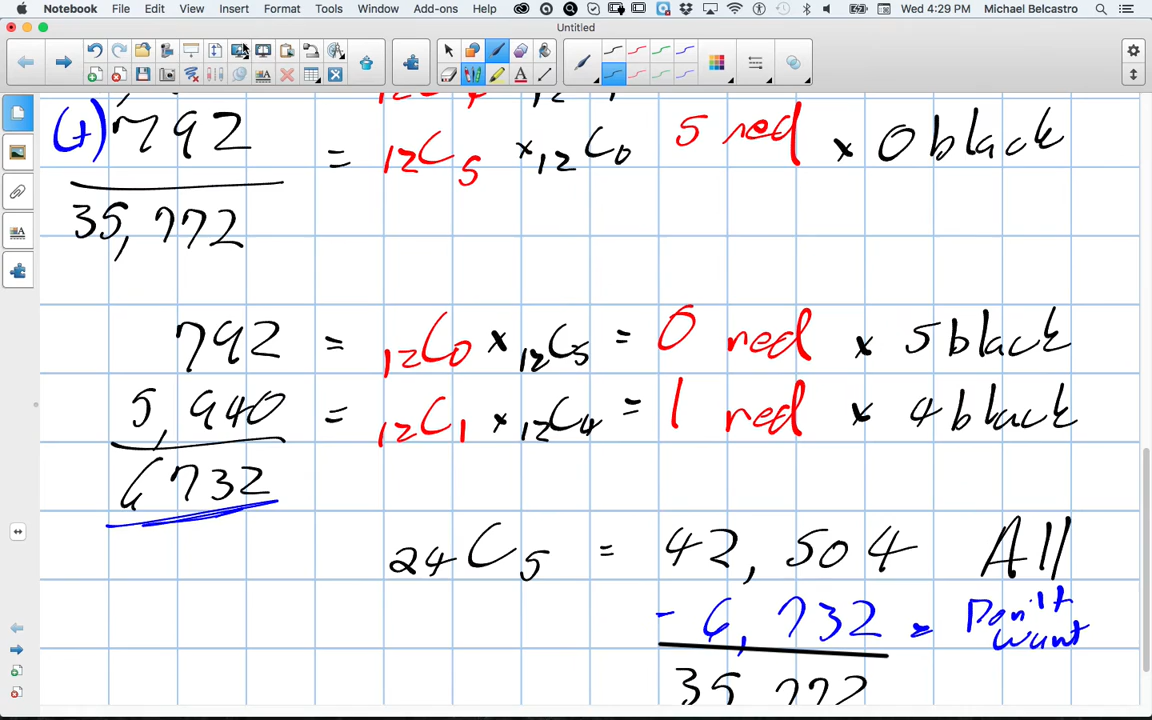 Notebook File Edit View Insert Format Tools Window Add-ons Help Wed 4:29 PM Michael Belcastro
Untitled
(+) 792 = 12C5 × 12C0 5 red × 0 black
35,772
792 = 12C0 × 12C5 = 0 red × 5 black
5,940 = 12C1 × 12C4 = 1 red × 4 black
6732
24C5 = 42,504 All
- 6,732 = Don't want
35,772